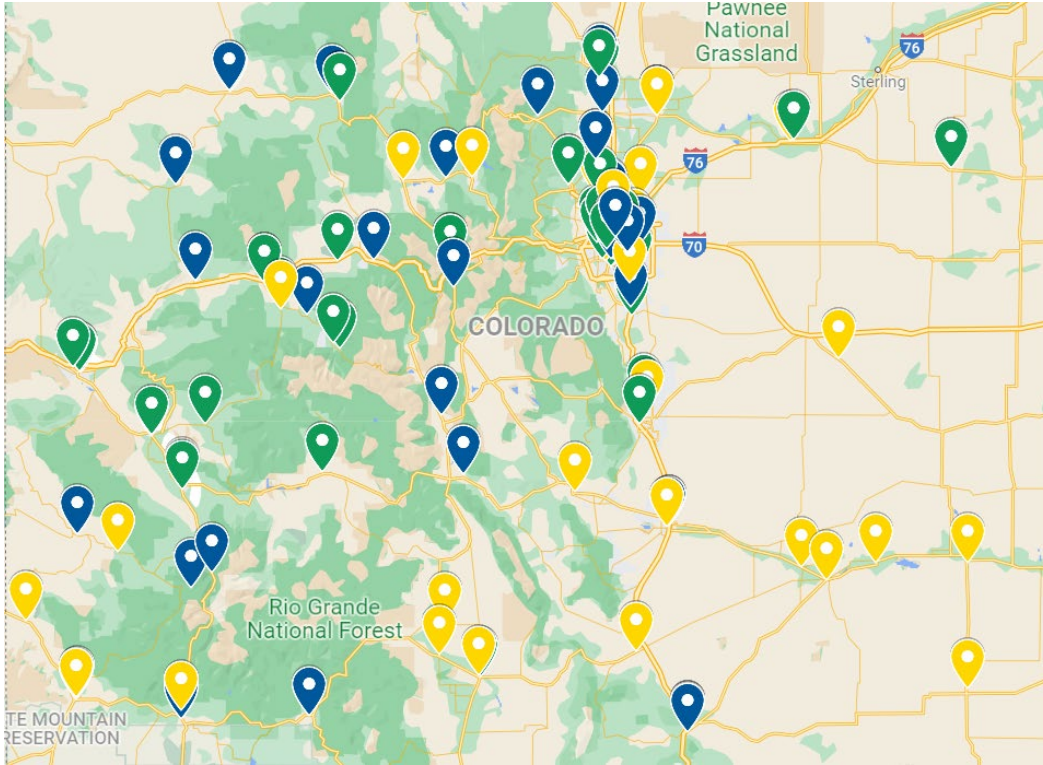 Pawnee
National
Grassland
76
Sterling
76
70
COLORADO
Rio Grande
National Forest
TE MOUNTAIN
RESERVATION